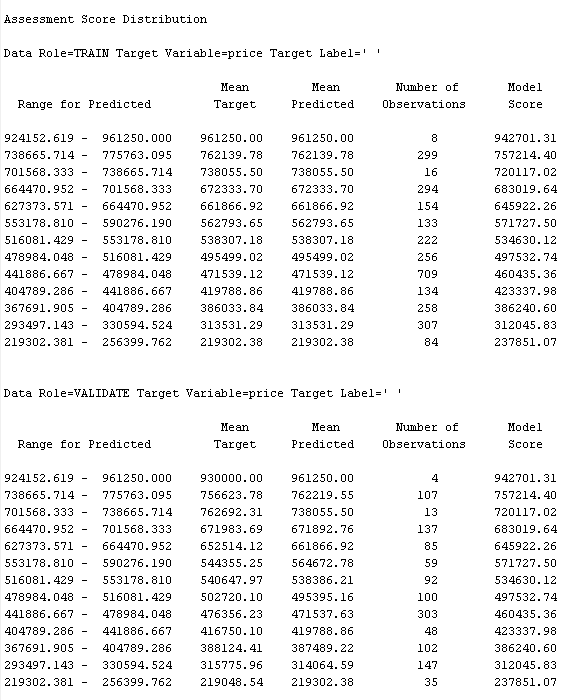 Assessment Score Distribution
Data Role=TRAIN Target Variable=price Target Label=' '
Mean Mean Number of Model
Range for Predicted Target Predicted Observations Score
924152.619 - 961250.000 961250.00 961250.00 8 942701.31
738665.714 - 775763.095 762139.78 762139.78 299 757214.40
701568.333 - 738665.714 738055.50 738055.50 16 720117.02
664470.952 - 701568.333 672333.70 672333.70 294 683019.64
627373.571 - 664470.952 661866.92 661866.92 154 645922.26
553178.810 - 590276.190 562793.65 562793.65 133 571727.50
516081.429 - 553178.810 538307.18 538307.18 222 534630.12
478984.048 - 516081.429 495499.02 495499.02 256 497532.74
441886.667 - 478984.048 471539.12 471539.12 709 460435.36
404789.286 - 441886.667 419788.86 419788.86 134 423337.98
367691.905 - 404789.286 386033.84 386033.84 258 386240.60
293497.143 - 330594.524 313531.29 313531.29 307 312045.83
219302.381 - 256399.762 219302.38 219302.38 84 237851.07
Data Role=VALIDATE Target Variable=price Target Label=' '
Mean Mean Number of Model
Range for Predicted Target Predicted Observations Score
924152.619 - 961250.000 930000.00 961250.00 4 942701.31
738665.714 - 775763.095 756623.78 762219.55 107 757214.40
701568.333 - 738665.714 762692.31 738055.50 13 720117.02
664470.952 - 701568.333 671983.69 671892.76 137 683019.64
627373.571 - 664470.952 652514.12 661866.92 85 645922.26
553178.810 - 590276.190 544355.25 564672.78 59 571727.50
516081.429 - 553178.810 540647.97 538386.21 92 534630.12
478984.048 - 516081.429 502720.10 495395.16 100 497532.74
441886.667 - 478984.048 476356.23 471537.63 303 460435.36
404789.286 - 441886.667 416750.10 419788.86 48 423337.98
367691.905 - 404789.286 388124.41 387489.22 102 386240.60
293497.143 - 330594.524 315775.96 314064.59 147 312045.83
219302.381 - 256399.762 219048.54 219302.38 35 237851.07